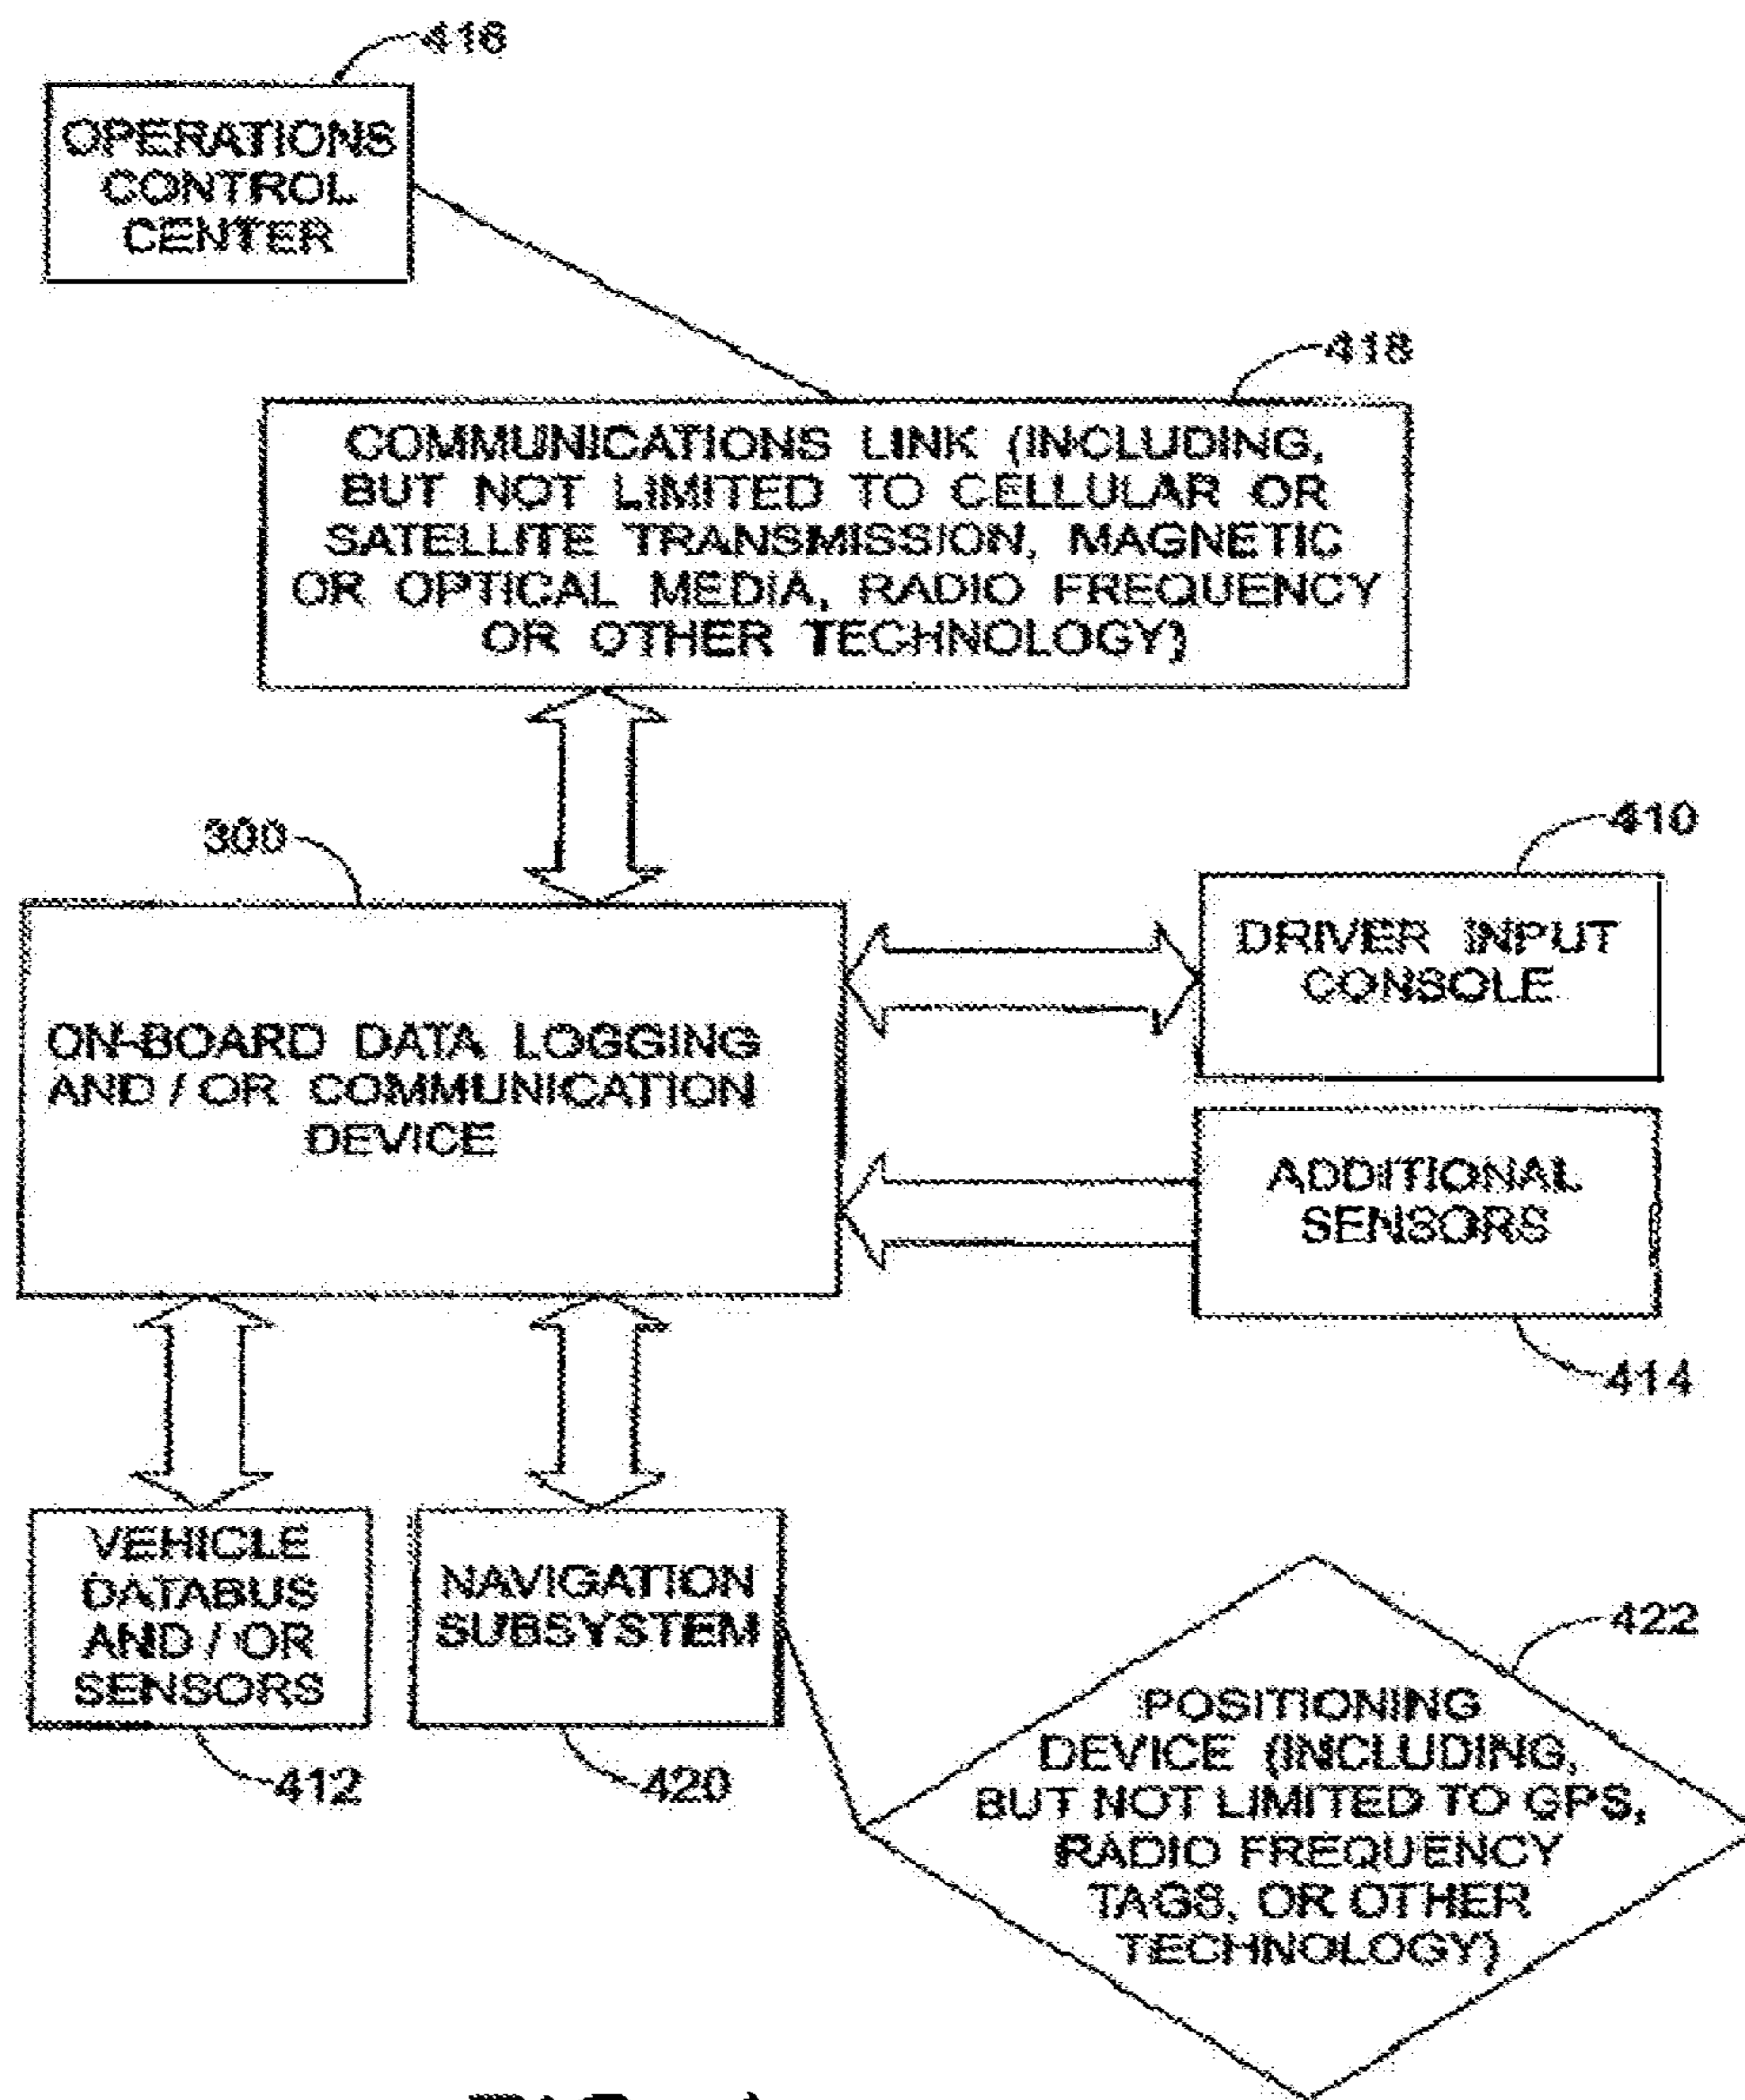 416
OPERATIONS
CONTROL
CENTER
418
COMMUNICATIONS LINK (INCLUDING,
BUT NOT LIMITED TO CELLULAR OR
SATELLITE TRANSMISSION, MAGNETIC
OR OPTICAL MEDIA, RADIO FREQUENCY
OR OTHER TECHNOLOGY)
300
410
ON-BOARD DATA LOGGING
AND / OR COMMUNICATION
DEVICE
DRIVER INPUT
CONSOLE
ADDITIONAL
SENSORS
414
VEHICLE
DATABUS
AND / OR
SENSORS
412
NAVIGATION
SUBSYSTEM
420
422
POSITIONING
DEVICE (INCLUDING,
BUT NOT LIMITED TO GPS,
RADIO FREQUENCY
TAGS, OR OTHER
TECHNOLOGY)